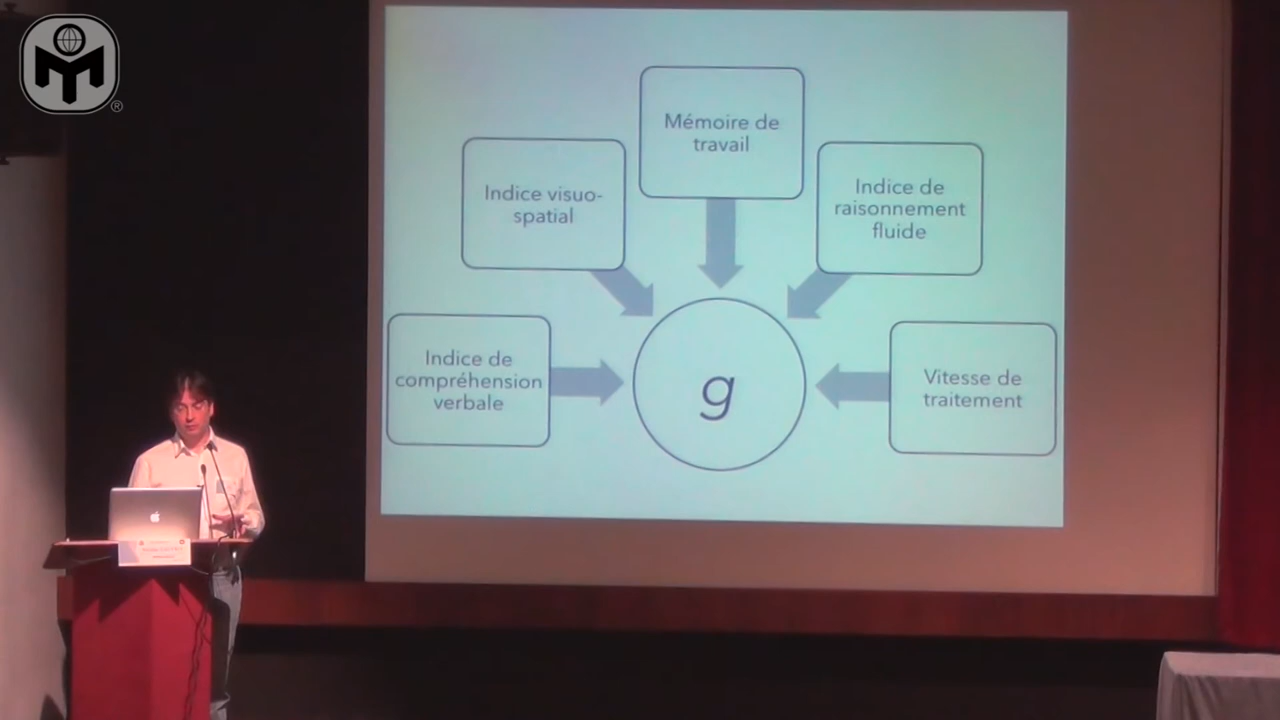 Mémoire de
travail
Indice visuo-
spatial
Indice de
raisonnement
fluide
Indice de
compréhension
verbale
g
Vitesse de
traitement
®